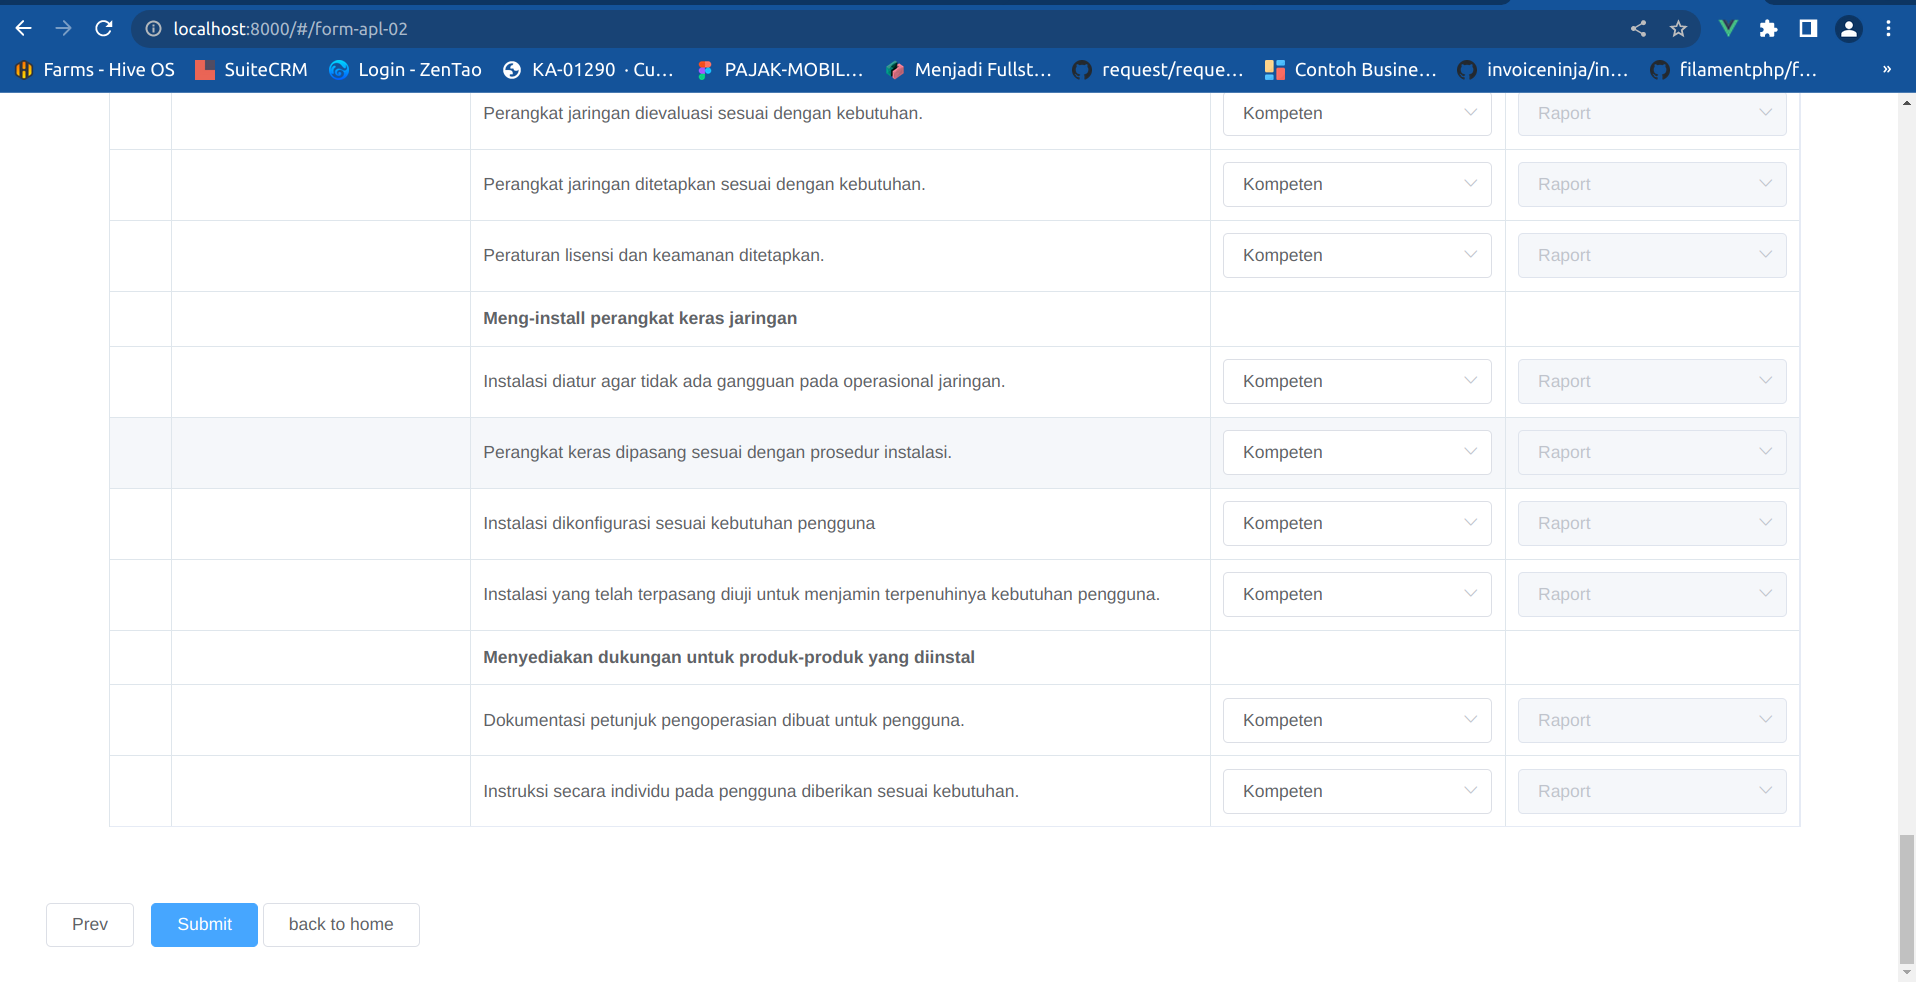 localhost:8000/#/form-apl-02
Farms - Hive OS SuiteCRM Login - ZenTao KA-01290 · Cu... PAJAK-MOBIL... Menjadi Fullst... request/reque... Contoh Busine... invoiceninja/in... filamentphp/f... »
Perangkat jaringan dievaluasi sesuai dengan kebutuhan. Kompeten Raport
Perangkat jaringan ditetapkan sesuai dengan kebutuhan. Kompeten Raport
Peraturan lisensi dan keamanan ditetapkan. Kompeten Raport
Meng-install perangkat keras jaringan
Instalasi diatur agar tidak ada gangguan pada operasional jaringan. Kompeten Raport
Perangkat keras dipasang sesuai dengan prosedur instalasi. Kompeten Raport
Instalasi dikonfigurasi sesuai kebutuhan pengguna Kompeten Raport
Instalasi yang telah terpasang diuji untuk menjamin terpenuhinya kebutuhan pengguna. Kompeten Raport
Menyediakan dukungan untuk produk-produk yang diinstal
Dokumentasi petunjuk pengoperasian dibuat untuk pengguna. Kompeten Raport
Instruksi secara individu pada pengguna diberikan sesuai kebutuhan. Kompeten Raport
Prev Submit back to home